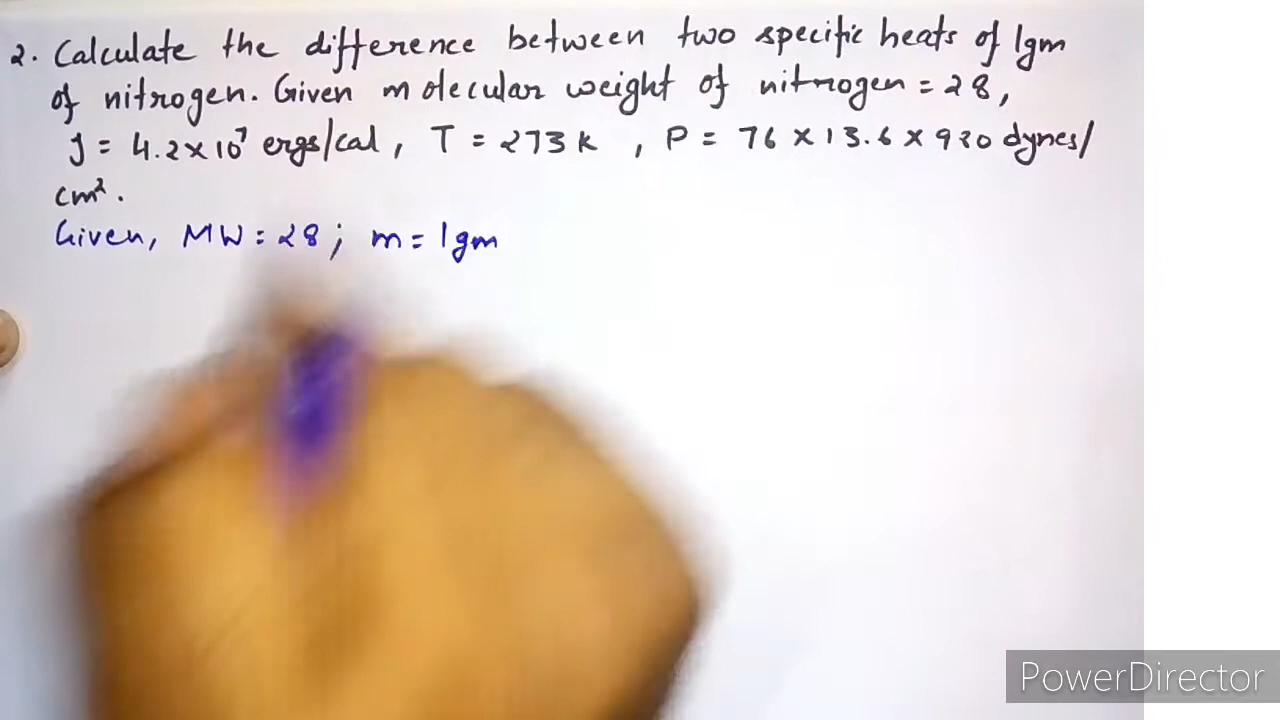 2. Calculate the difference between two specific heats of 1gm
of nitrogen. Given molecular weight of nitrogen = 28,
J = 4.2 × 10⁷ ergs/cal, T = 273 K, P = 76 × 13.6 × 980 dynes/
cm².
Given, MW = 28; m = 1gm
PowerDirector